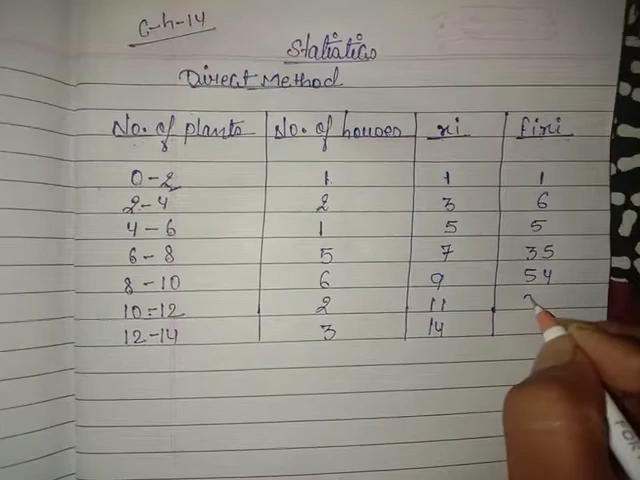 C-h-14
Statistics
Direct Method
No. of plants No. of houses xi fixi
0-2 1 1 1
2-4 2 3 6
4-6 1 5 5
6-8 5 7 35
8-10 6 9 54
10-12 2 11 2
12-14 3 14